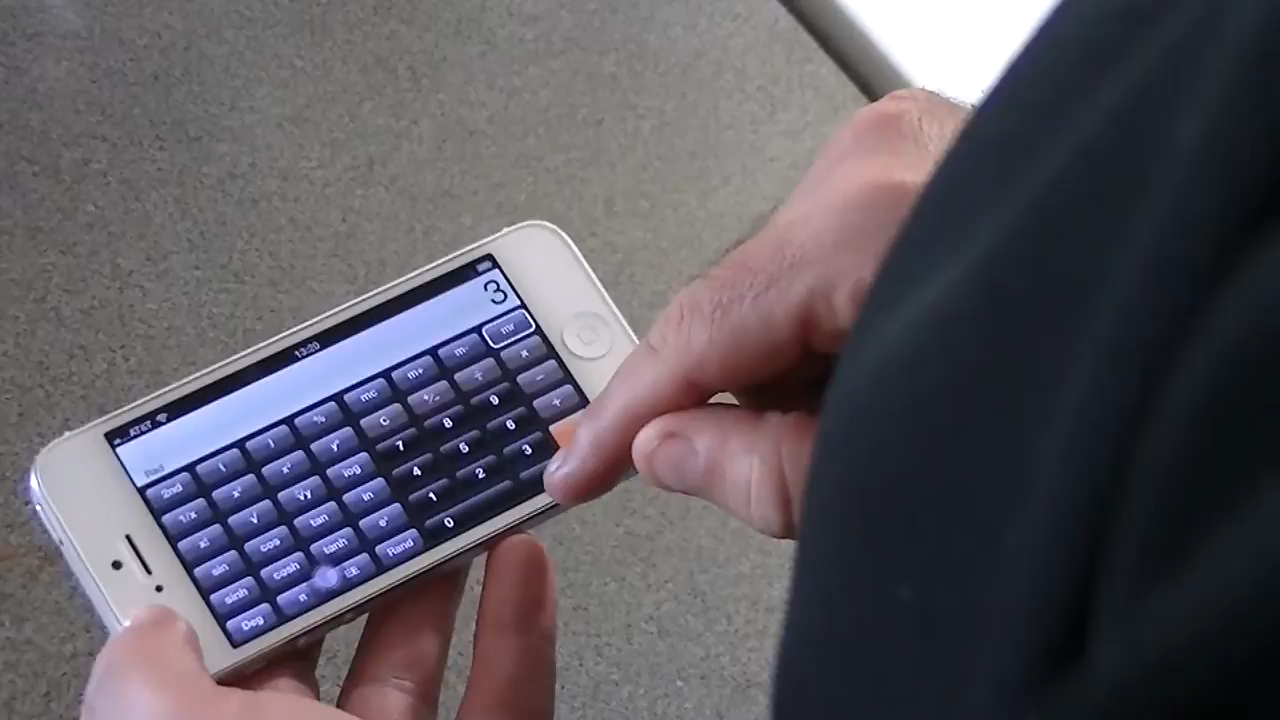 AT&T 13:20
3
Rad
2nd ( ) % mc m+ m- mr
1/x x² x³ yˣ C +/- ÷ ×
x! √ ˣ√y log 7 8 9 −
sin cos tan ln 4 5 6 +
sinh cosh tanh eˣ 1 2 3
Deg π EE Rand 0